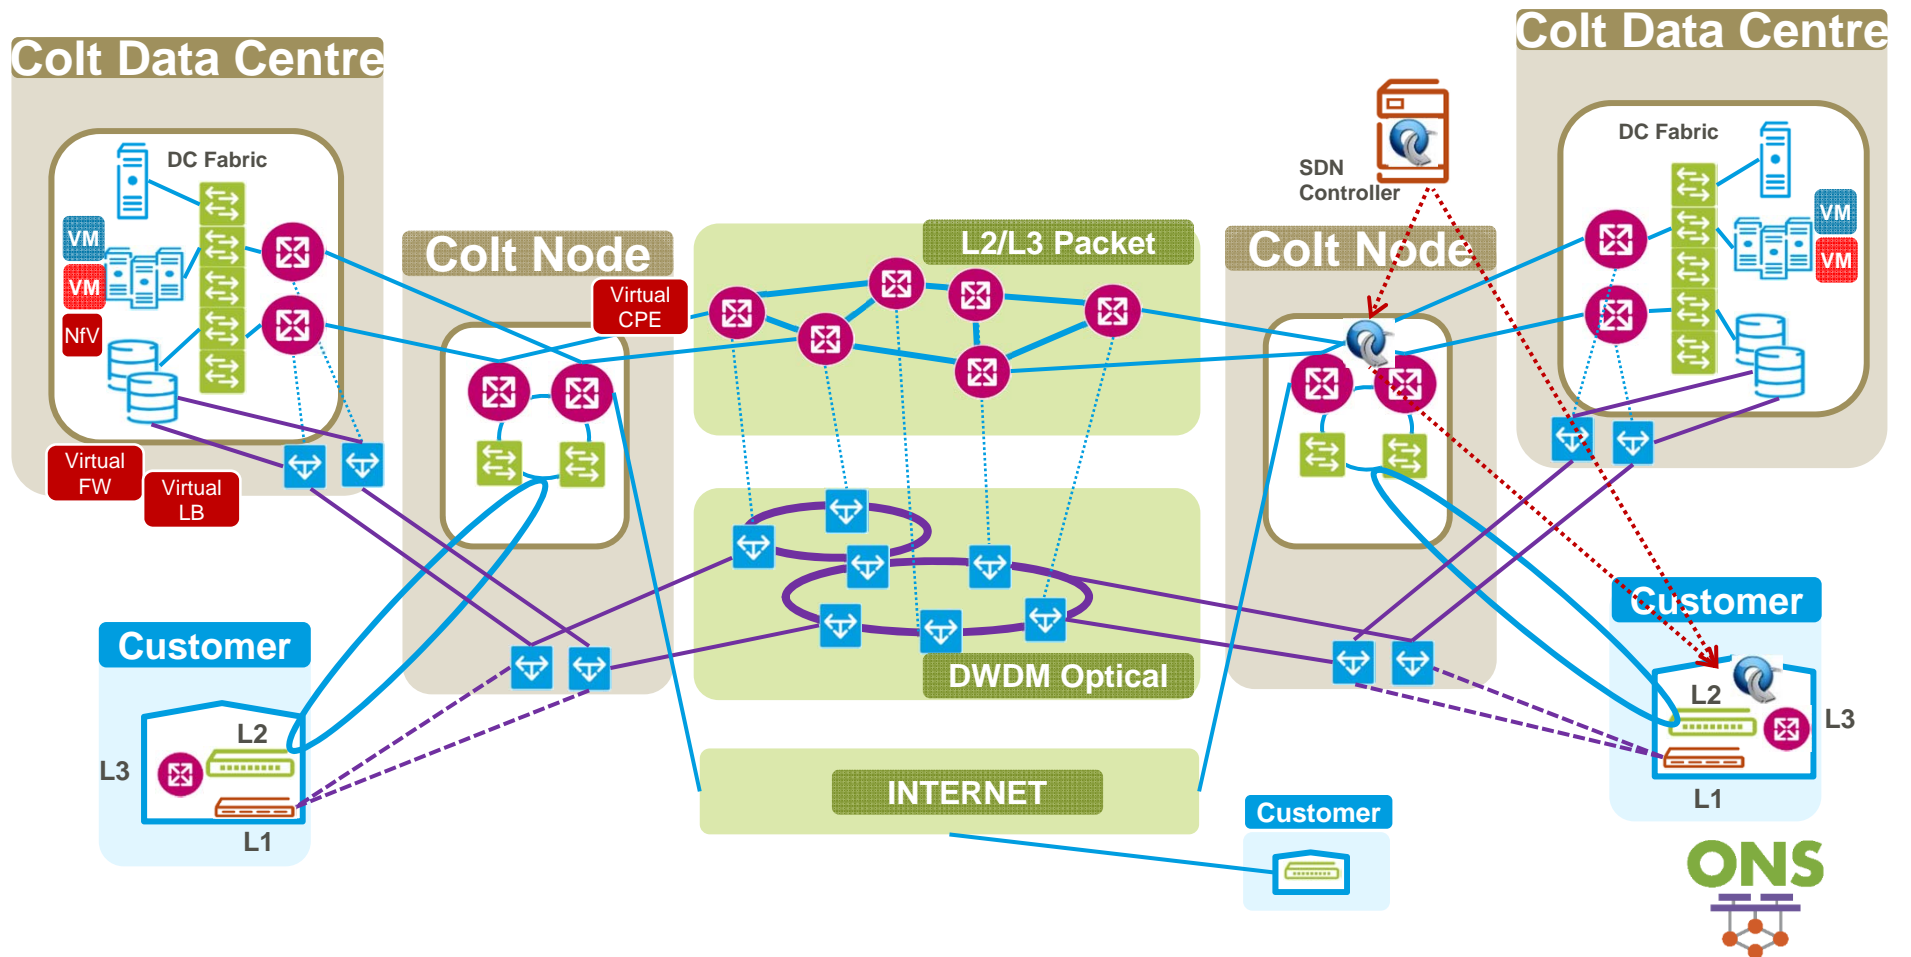 Colt Data Centre
Colt Data Centre
DC Fabric
VM
VM
NfV
Virtual
FW
Virtual
LB
Colt Node
Virtual
CPE
L2/L3 Packet
SDN
Controller
Colt Node
DC Fabric
VM
VM
DWDM Optical
INTERNET
Customer
L2
L3
L1
Customer
Customer
L2
L3
L1
ONS